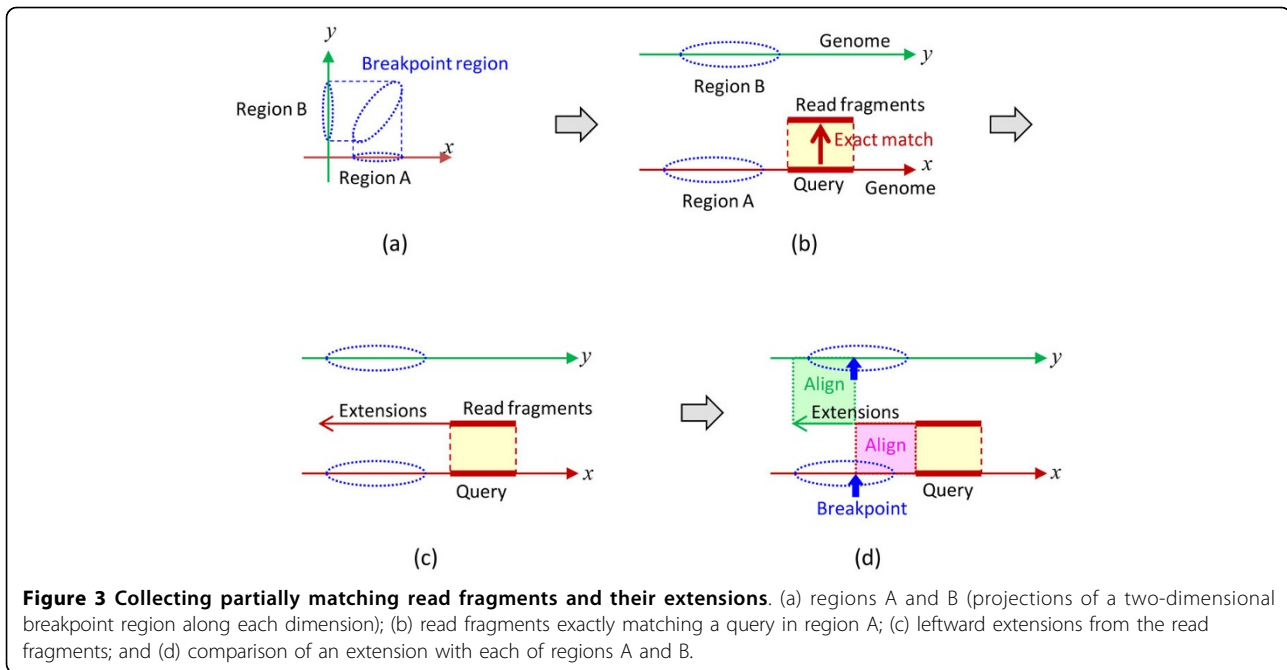 y
Breakpoint region
Region B
x
Region A
(a)
Genome
y
Region B
Read fragments
Exact match
x
Region A
Query
Genome
(b)
y
Extensions
Read fragments
x
Query
(c)
y
Align
Extensions
Align
x
Query
Breakpoint
(d)
Figure 3 Collecting partially matching read fragments and their extensions. (a) regions A and B (projections of a two-dimensional
breakpoint region along each dimension); (b) read fragments exactly matching a query in region A; (c) leftward extensions from the read
fragments; and (d) comparison of an extension with each of regions A and B.